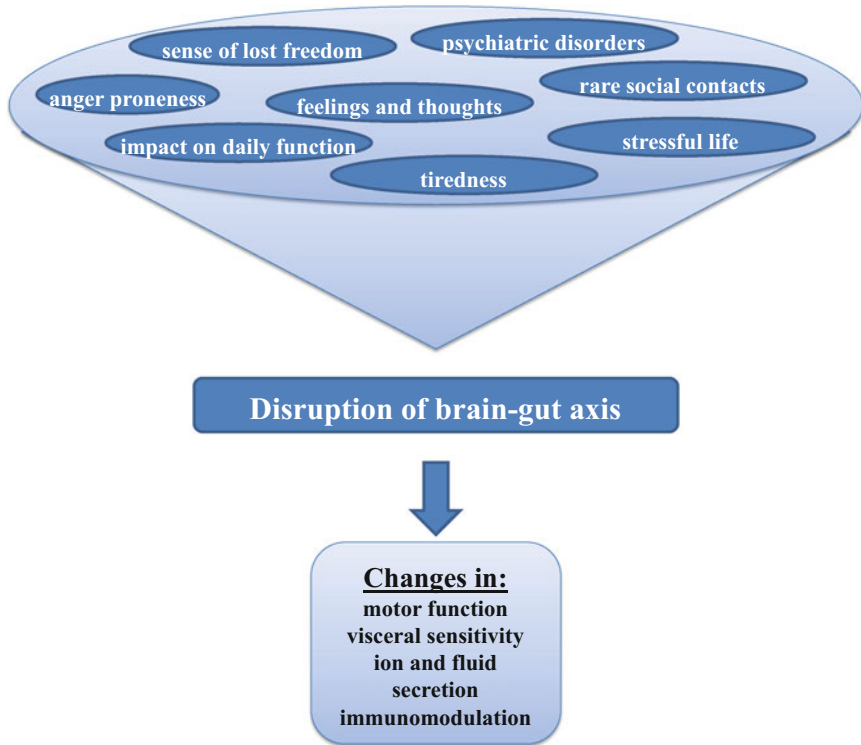 sense of lost freedom
psychiatric disorders
anger proneness
feelings and thoughts
rare social contacts
impact on daily function
stressful life
tiredness
Disruption of brain-gut axis
Changes in:
motor function
visceral sensitivity
ion and fluid
secretion
immunomodulation